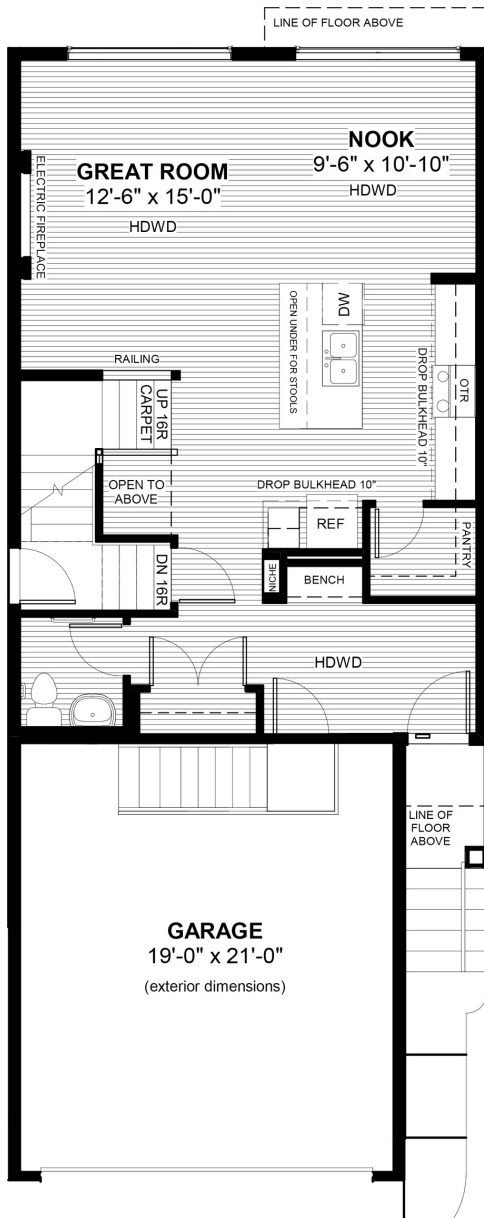 LINE OF FLOOR ABOVE
NOOK
9'-6" x 10'-10"
HDWD
GREAT ROOM
12'-6" x 15'-0"
HDWD
ELECTRIC FIREPLACE
OPEN UNDER FOR STOOLS
DW
DROP BULKHEAD 10"
OTR
RAILING
UP 16R
CARPET
OPEN TO
ABOVE
DROP BULKHEAD 10"
REF
PANTRY
DN 16R
NICHE
BENCH
HDWD
LINE OF
FLOOR
ABOVE
GARAGE
19'-0" x 21'-0"
(exterior dimensions)